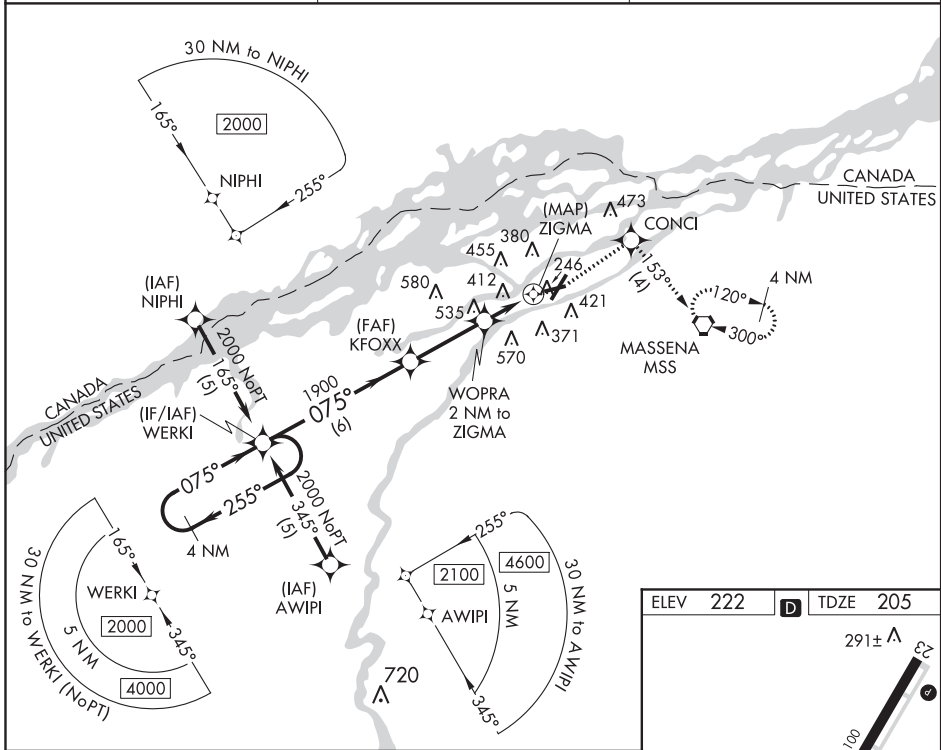 30 NM to NIPHI
165°
2000
NIPHI
255°
CANADA
UNITED STATES
(MAP)
ZIGMA
473
CONCI
380
455
246
153°
(4)
4 NM
120°
300°
580
412
535
421
371
570
MASSENA
MSS
(IAF)
NIPHI
2000 NoPT
165°
(5)
(FAF)
KFOXX
CANADA
UNITED STATES
1900
075°
(6)
WOPRA
2 NM to
ZIGMA
(IF/IAF)
WERKI
075°
255°
4 NM
2000 NoPT
345°
(5)
(IAF)
AWIPI
165°
WERKI
2000
5 NM
4000
345°
30 NM to WERKI (NoPT)
255°
2100
4600
5 NM
AWIPI
345°
30 NM to AWIPI
720
ELEV 222 D TDZE 205
291±
23
P
100